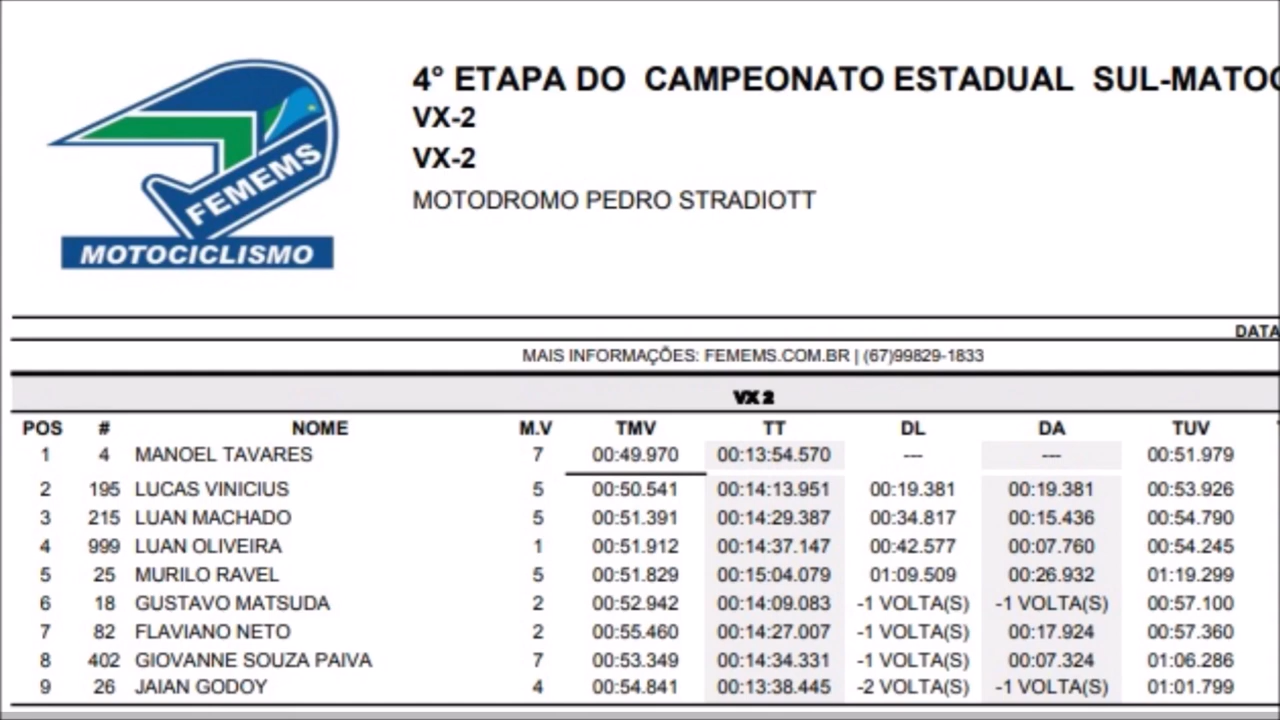 FEMEMS
MOTOCICLISMO
4° ETAPA DO CAMPEONATO ESTADUAL SUL-MATOG
VX-2
VX-2
MOTODROMO PEDRO STRADIOTT
DATA
MAIS INFORMAÇÕES: FEMEMS.COM.BR | (67)99829-1833
VX 2
POS # NOME M.V TMV TT DL DA TUV
1 4 MANOEL TAVARES 7 00:49.970 00:13:54.570 --- --- 00:51.979
2 195 LUCAS VINICIUS 5 00:50.541 00:14:13.951 00:19.381 00:19.381 00:53.926
3 215 LUAN MACHADO 5 00:51.391 00:14:29.387 00:34.817 00:15.436 00:54.790
4 999 LUAN OLIVEIRA 1 00:51.912 00:14:37.147 00:42.577 00:07.760 00:54.245
5 25 MURILO RAVEL 5 00:51.829 00:15:04.079 01:09.509 00:26.932 01:19.299
6 18 GUSTAVO MATSUDA 2 00:52.942 00:14:09.083 -1 VOLTA(S) -1 VOLTA(S) 00:57.100
7 82 FLAVIANO NETO 2 00:55.460 00:14:27.007 -1 VOLTA(S) 00:17.924 00:57.360
8 402 GIOVANNE SOUZA PAIVA 7 00:53.349 00:14:34.331 -1 VOLTA(S) 00:07.324 01:06.286
9 26 JAIAN GODOY 4 00:54.841 00:13:38.445 -2 VOLTA(S) -1 VOLTA(S) 01:01.799